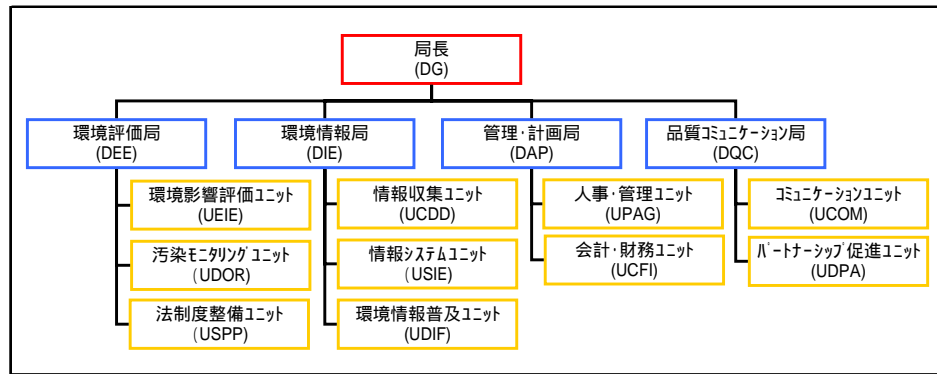 局長
(DG)
環境評価局
(DEE)
環境情報局
(DIE)
管理・計画局
(DAP)
品質ｺﾐｭﾆｹｰｼｮﾝ局
(DQC)
環境影響評価ﾕﾆｯﾄ
(UEIE)
情報収集ﾕﾆｯﾄ
(UCDD)
人事・管理ﾕﾆｯﾄ
(UPAG)
ｺﾐｭﾆｹｰｼｮﾝﾕﾆｯﾄ
(UCOM)
汚染ﾓﾆﾀﾘﾝｸﾞﾕﾆｯﾄ
(UDOR)
情報ｼｽﾃﾑﾕﾆｯﾄ
(USIE)
会計・財務ﾕﾆｯﾄ
(UCFI)
ﾊﾟｰﾄﾅｰｼｯﾌﾟ促進ﾕﾆｯﾄ
(UDPA)
法制度整備ﾕﾆｯﾄ
(USPP)
環境情報普及ﾕﾆｯﾄ
(UDIF)